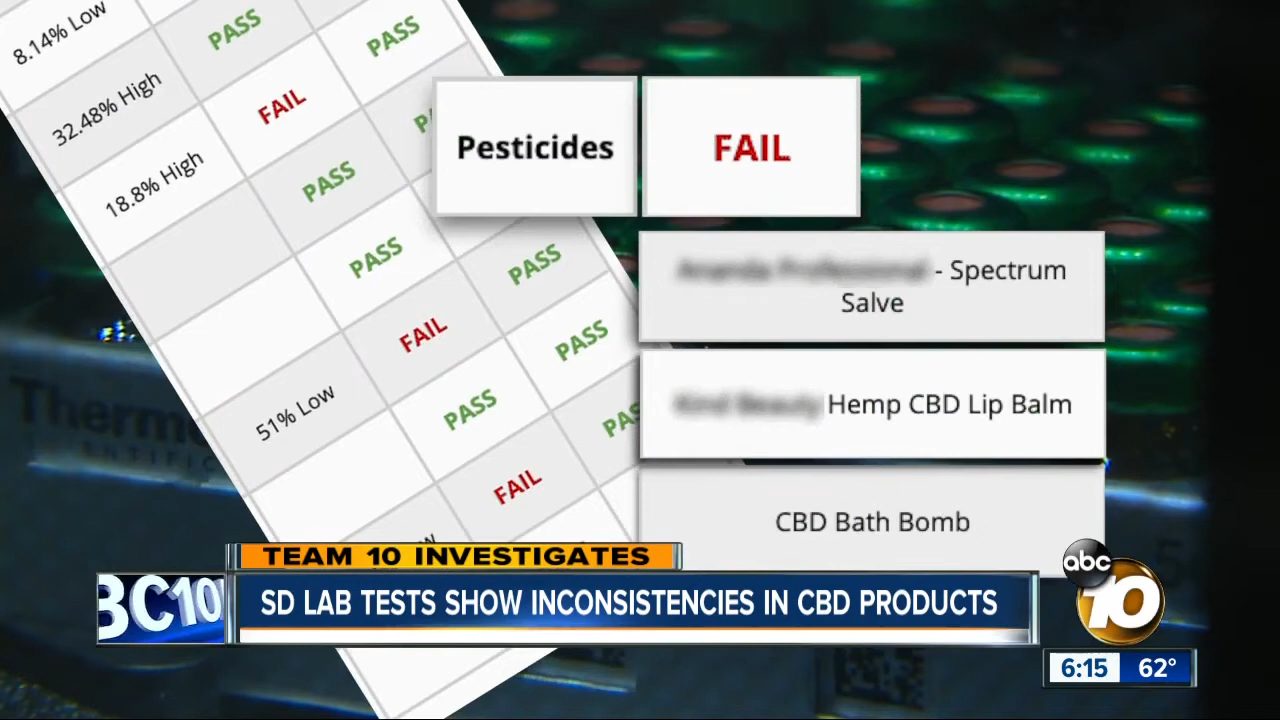 8.14% Low
PASS
PASS
32.48% High
FAIL
18.8% High
PASS
PASS
PASS
FAIL
PASS
51% Low
PASS
FAIL
Pesticides
FAIL
- Spectrum
Salve
Hemp CBD Lip Balm
CBD Bath Bomb
TEAM 10 INVESTIGATES
BC10
SD LAB TESTS SHOW INCONSISTENCIES IN CBD PRODUCTS
abc
10
6:15 62°